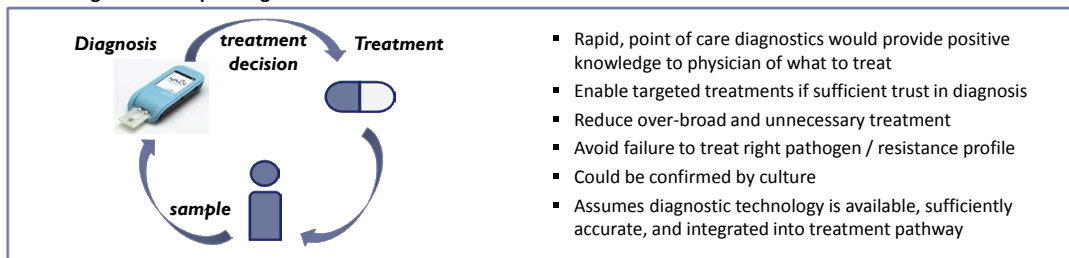 Diagnosis
treatment
decision
Treatment
sample
▪ Rapid, point of care diagnostics would provide positive
knowledge to physician of what to treat
▪ Enable targeted treatments if sufficient trust in diagnosis
▪ Reduce over-broad and unnecessary treatment
▪ Avoid failure to treat right pathogen / resistance profile
▪ Could be confirmed by culture
▪ Assumes diagnostic technology is available, sufficiently
accurate, and integrated into treatment pathway